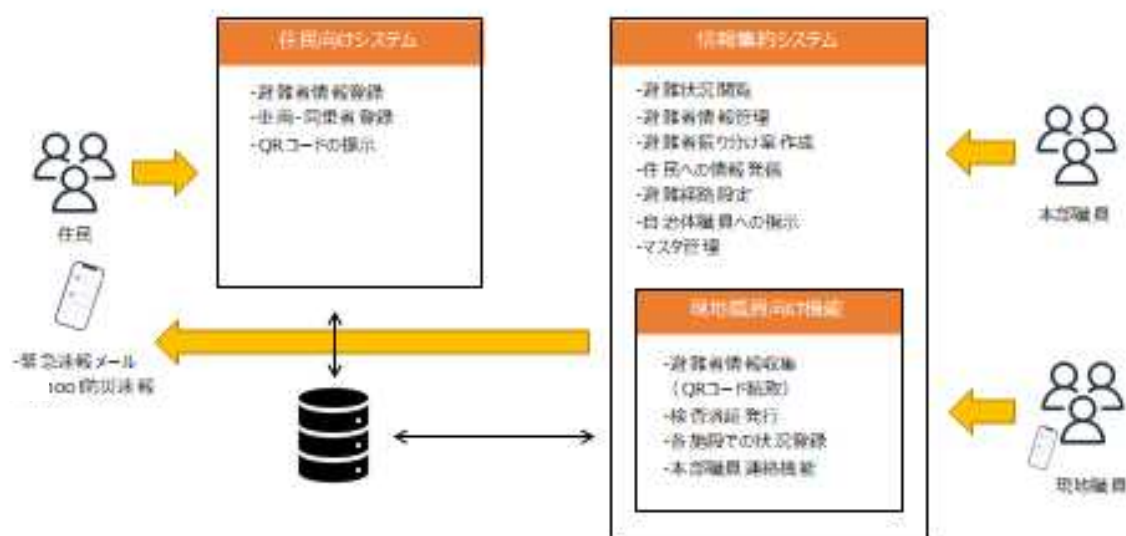 住民向けシステム
-避難者情報登録
-車両・同乗者登録
-QRコードの提示
住民
-緊急速報メール
防災速報
情報集約システム
-避難状況閲覧
-避難者情報管理
-避難者振り分け案作成
-住民への情報発信
-避難経路設定
-自治体職員への指示
-マスタ管理
現地職員向け機能
-避難者情報収集
(QRコード読取)
-検査済証発行
-各施設での状況登録
-本部職員連絡機能
本部職員
現地職員